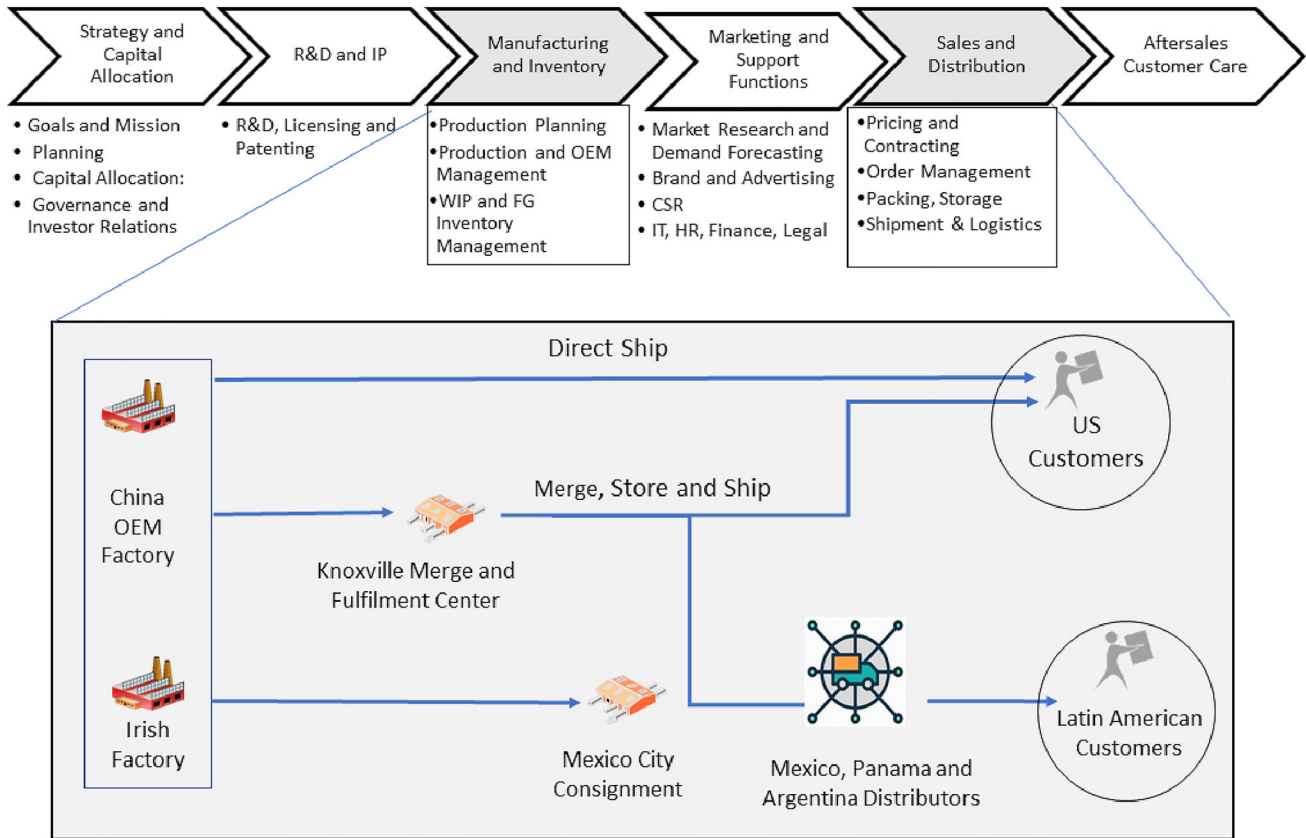 Strategy and
Capital
Allocation
R&D and IP
Manufacturing
and Inventory
Marketing and
Support
Functions
Sales and
Distribution
Aftersales
Customer Care
• Goals and Mission
• Planning
• Capital Allocation:
• Governance and
Investor Relations
• R&D, Licensing and
Patenting
• Production Planning
• Production and OEM
Management
• WIP and FG
Inventory
Management
• Market Research and
Demand Forecasting
• Brand and Advertising
• CSR
• IT, HR, Finance, Legal
• Pricing and
Contracting
• Order Management
• Packing, Storage
• Shipment & Logistics
Direct Ship
US
Customers
China
OEM
Factory
Merge, Store and Ship
Knoxville Merge and
Fulfilment Center
Irish
Factory
Mexico City
Consignment
Mexico, Panama and
Argentina Distributors
Latin American
Customers